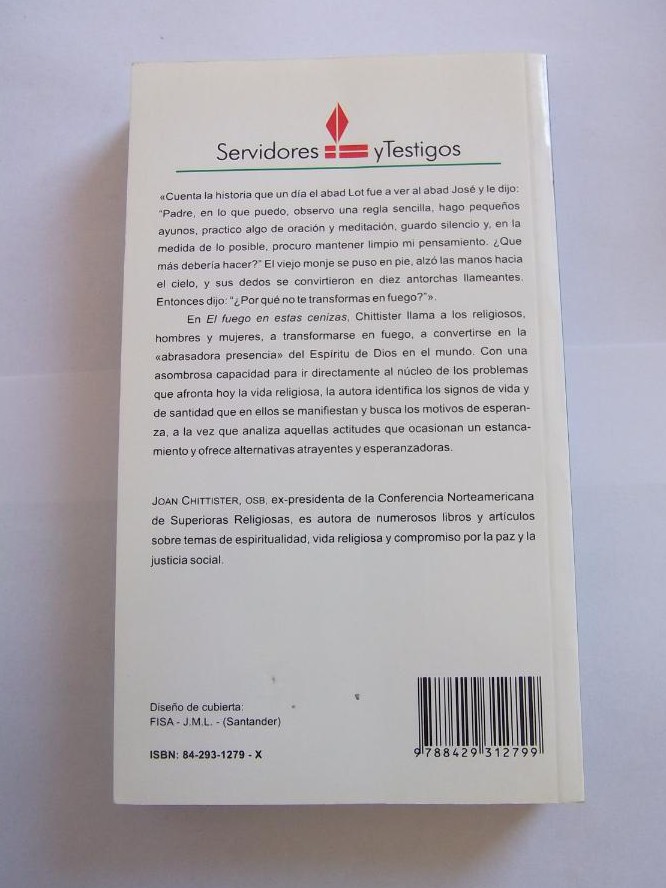 Servidores yTestigos
«Cuenta la historia que un día el abad Lot fue a ver al abad José y le dijo:
"Padre, en lo que puedo, observo una regla sencilla, hago pequeños
ayunos, practico algo de oración y meditación, guardo silencio y, en la
medida de lo posible, procuro mantener limpio mi pensamiento. ¿Que
más debería hacer?" El viejo monje se puso en pie, alzó las manos hacia
el cielo, y sus dedos se convirtieron en diez antorchas llameantes.
Entonces dijo: "¿Por qué no te transformas en fuego?"».
En El fuego en estas cenizas, Chittister llama a los religiosos,
hombres y mujeres, a transformarse en fuego, a convertirse en la
«abrasadora presencia» del Espíritu de Dios en el mundo. Con una
asombrosa capacidad para ir directamente al núcleo de los problemas
que afronta hoy la vida religiosa, la autora identifica los signos de vida y
de santidad que en ellos se manifiestan y busca los motivos de esperan-
za, a la vez que analiza aquellas actitudes que ocasionan un estanca-
miento y ofrece alternativas atrayentes y esperanzadoras.
JOAN CHITTISTER, OSB, ex-presidenta de la Conferencia Norteamericana
de Superioras Religiosas, es autora de numerosos libros y artículos
sobre temas de espiritualidad, vida religiosa y compromiso por la paz y la
justicia social.
Diseño de cubierta:
FISA - J.M.L. - (Santander)
ISBN: 84-293-1279 - X
9 788429 312799